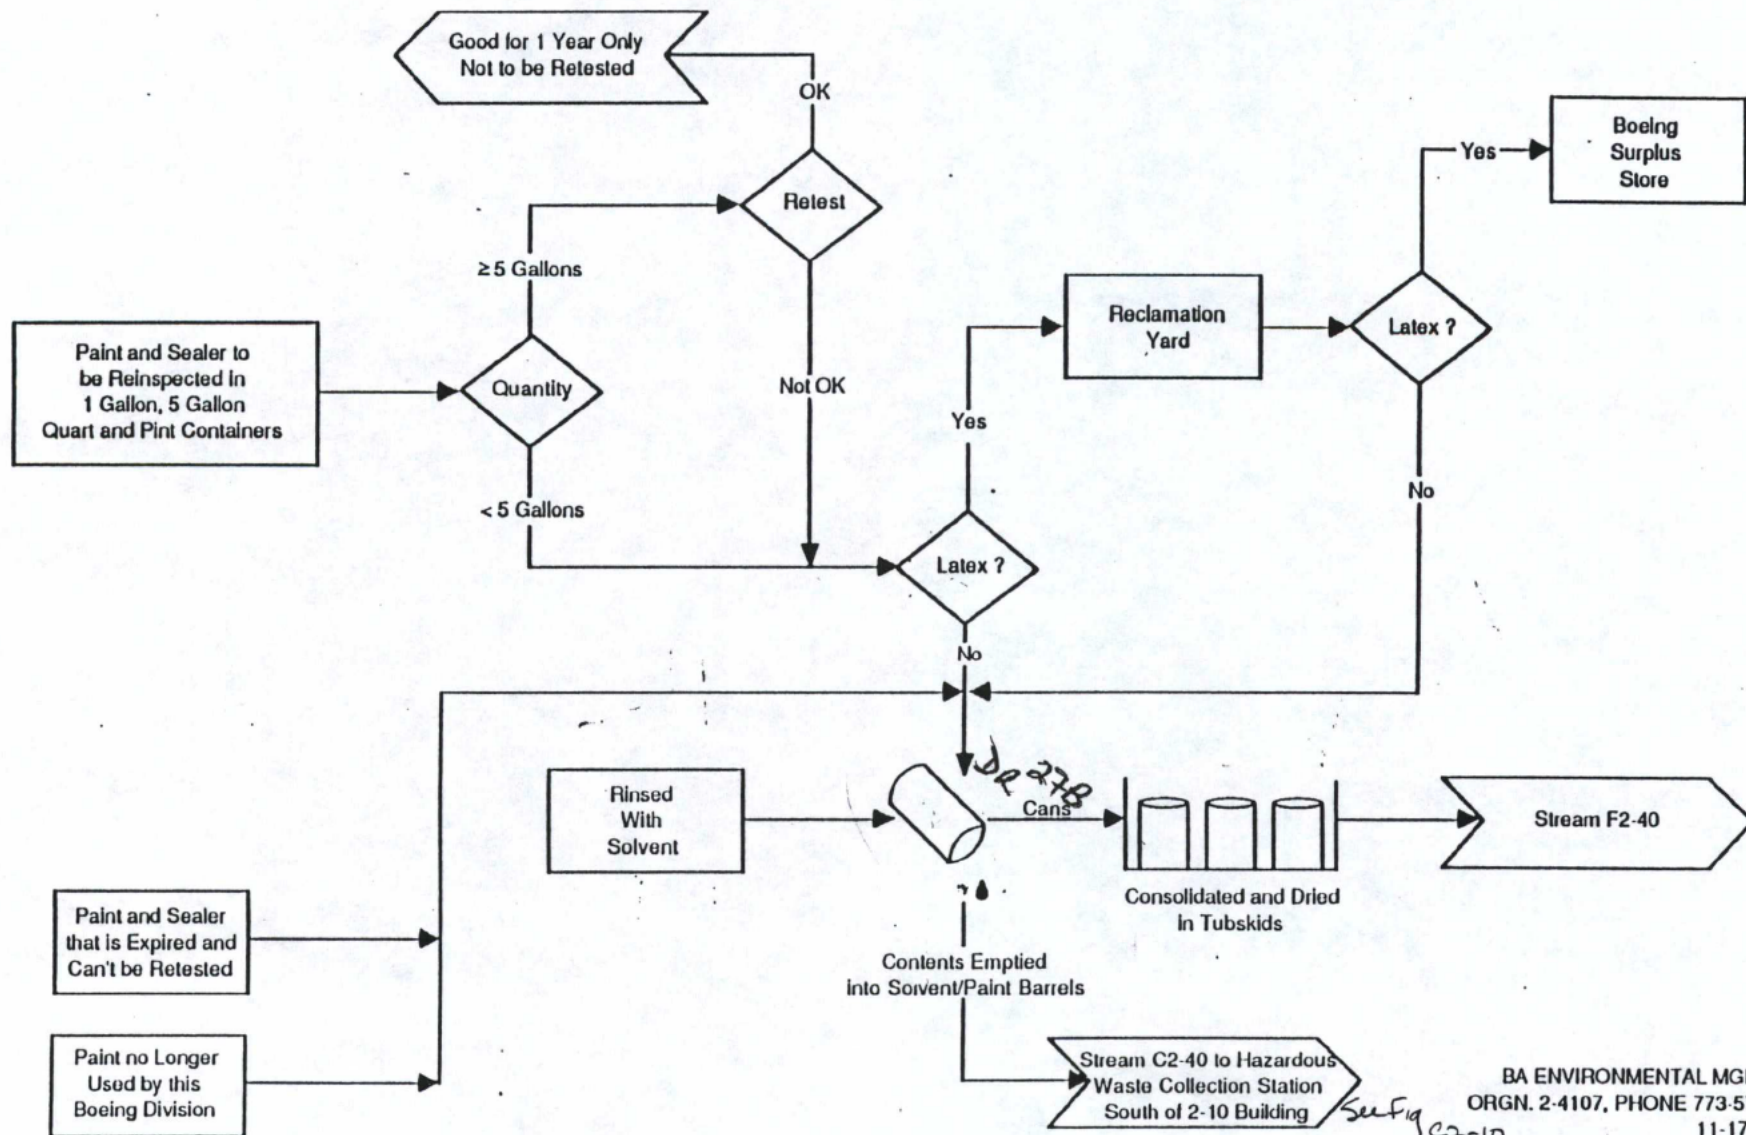 Good for 1 Year Only
Not to be Retested
OK
Boeing
Surplus
Store
Yes
Retest
≥ 5 Gallons
Reclamation
Yard
Latex ?
Paint and Sealer to
be Reinspected In
1 Gallon, 5 Gallon
Quart and Pint Containers
Quantity
Not OK
Yes
No
< 5 Gallons
Latex ?
No
DR 27B
Rinsed
With
Solvent
Cans
Stream F2-40
Consolidated and Dried
In Tubskids
Paint and Sealer
that is Expired and
Can't be Retested
Contents Emptied
into Solvent/Paint Barrels
Paint no Longer
Used by this
Boeing Division
Stream C2-40 to Hazardous
Waste Collection Station
South of 2-10 Building
See Fig
BA ENVIRONMENTAL
ORGN. 2-4107, PHONE